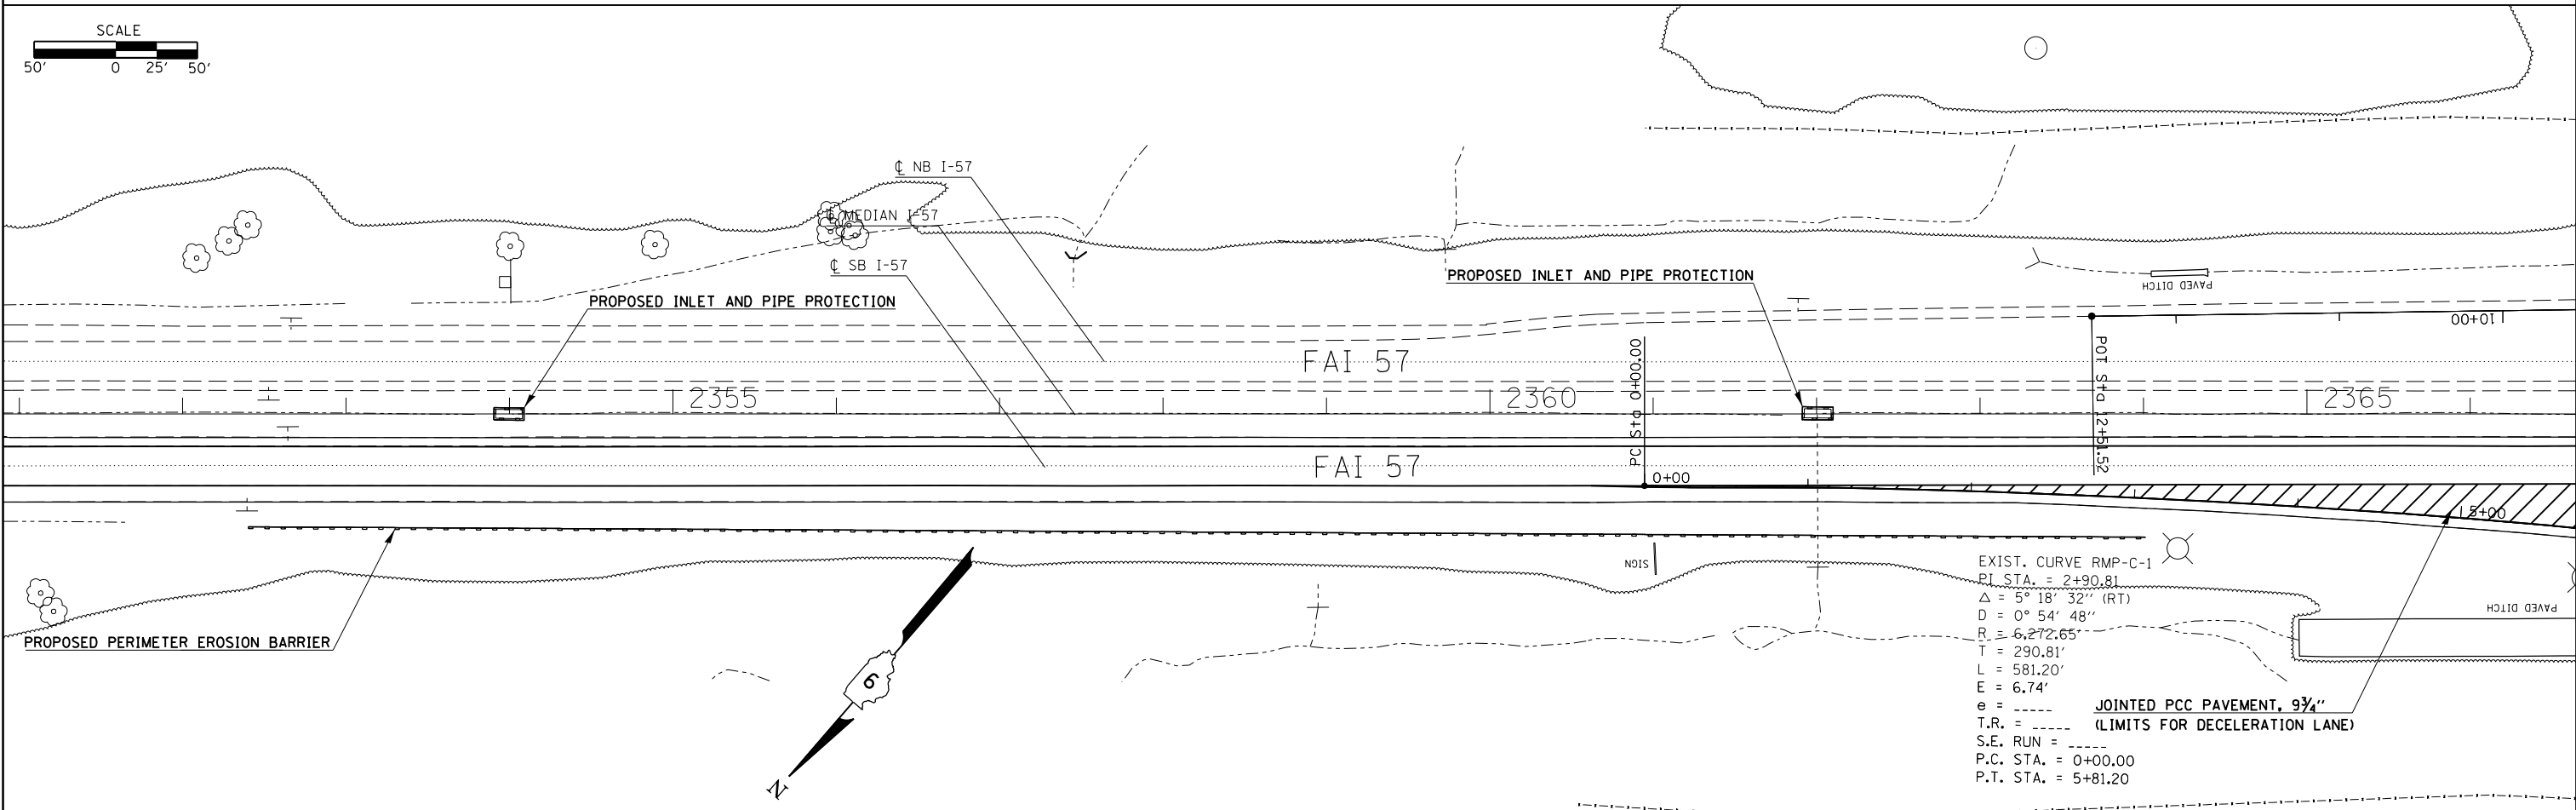 SCALE
50' 0 25' 50'
℄ NB I-57
℄ MEDIAN I-57
℄ SB I-57
PROPOSED INLET AND PIPE PROTECTION
PROPOSED INLET AND PIPE PROTECTION
PAVED DITCH
10+00
FAI 57
PC Sta 0+00.00
POT Sta 12+51.52
2355
2360
2365
FAI 57
0+00
15+00
SIGN
PROPOSED PERIMETER EROSION BARRIER
6
N
PAVED DITCH
EXIST. CURVE RMP-C-1
PI STA. = 2+90.81
△ = 5° 18' 32'' (RT)
D = 0° 54' 48''
R = 6,272.65'
T = 290.81'
L = 581.20'
E = 6.74'
e = _____
T.R. = _____
S.E. RUN = _____
P.C. STA. = 0+00.00
P.T. STA. = 5+81.20
JOINTED PCC PAVEMENT, 9¾''
(LIMITS FOR DECELERATION LANE)